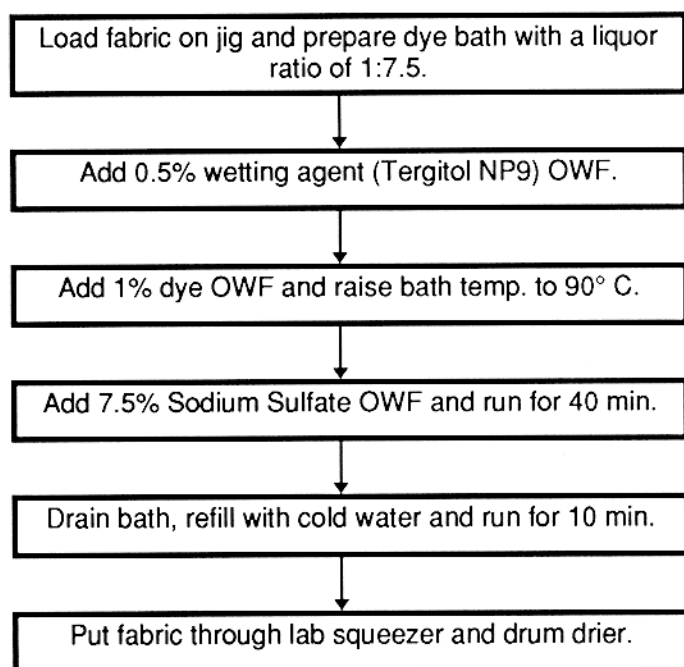 Load fabric on jig and prepare dye bath with a liquor
ratio of 1:7.5.
Add 0.5% wetting agent (Tergitol NP9) OWF.
Add 1% dye OWF and raise bath temp. to 90° C.
Add 7.5% Sodium Sulfate OWF and run for 40 min.
Drain bath, refill with cold water and run for 10 min.
Put fabric through lab squeezer and drum drier.